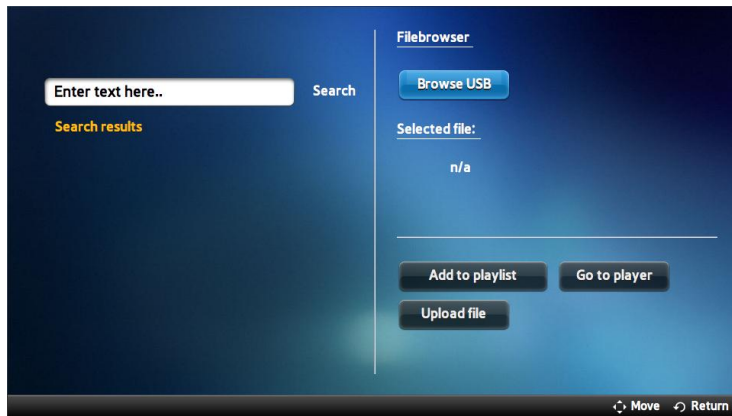 Enter text here..
Search
Search results
Filebrowser
Browse USB
Selected file:
n/a
Add to playlist
Go to player
Upload file
Move
Return